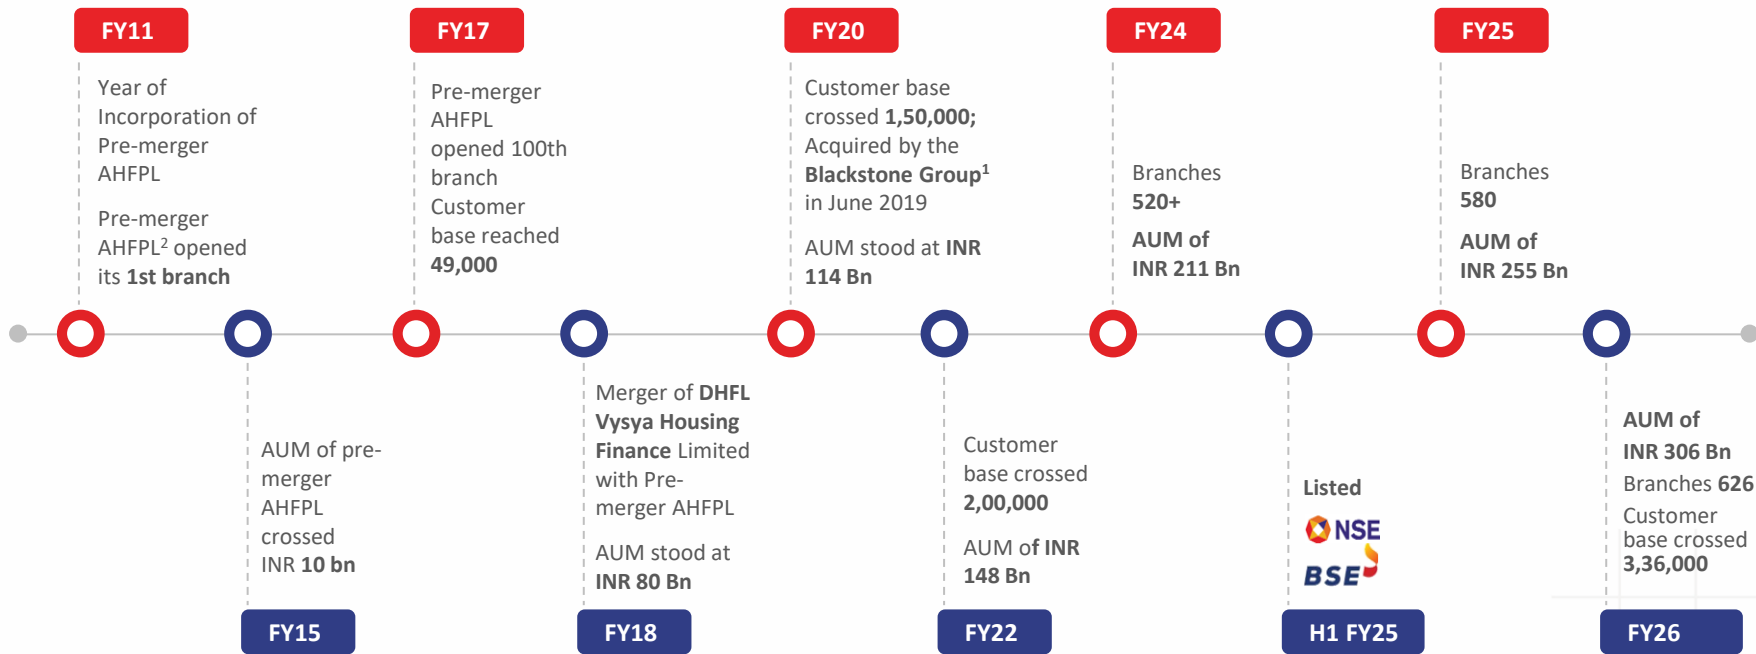 FY11
Year of
Incorporation of
Pre-merger
AHFPL
Pre-merger
AHFPL2 opened
its 1st branch
FY17
Pre-merger
AHFPL
opened 100th
branch
Customer
base reached
49,000
FY20
Customer base
crossed 1,50,000;
Acquired by the
Blackstone Group1
in June 2019
AUM stood at INR
114 Bn
FY24
Branches
520+
AUM of
INR 211 Bn
FY25
Branches
580
AUM of
INR 255 Bn
AUM of pre-
merger
AHFPL
crossed
INR 10 bn
FY15
Merger of DHFL
Vysya Housing
Finance Limited
with Pre-
merger AHFPL
AUM stood at
INR 80 Bn
FY18
Customer
base crossed
2,00,000
AUM of INR
148 Bn
FY22
Listed
NSE
BSE
H1 FY25
AUM of
INR 306 Bn
Branches 626
Customer
base crossed
3,36,000
FY26